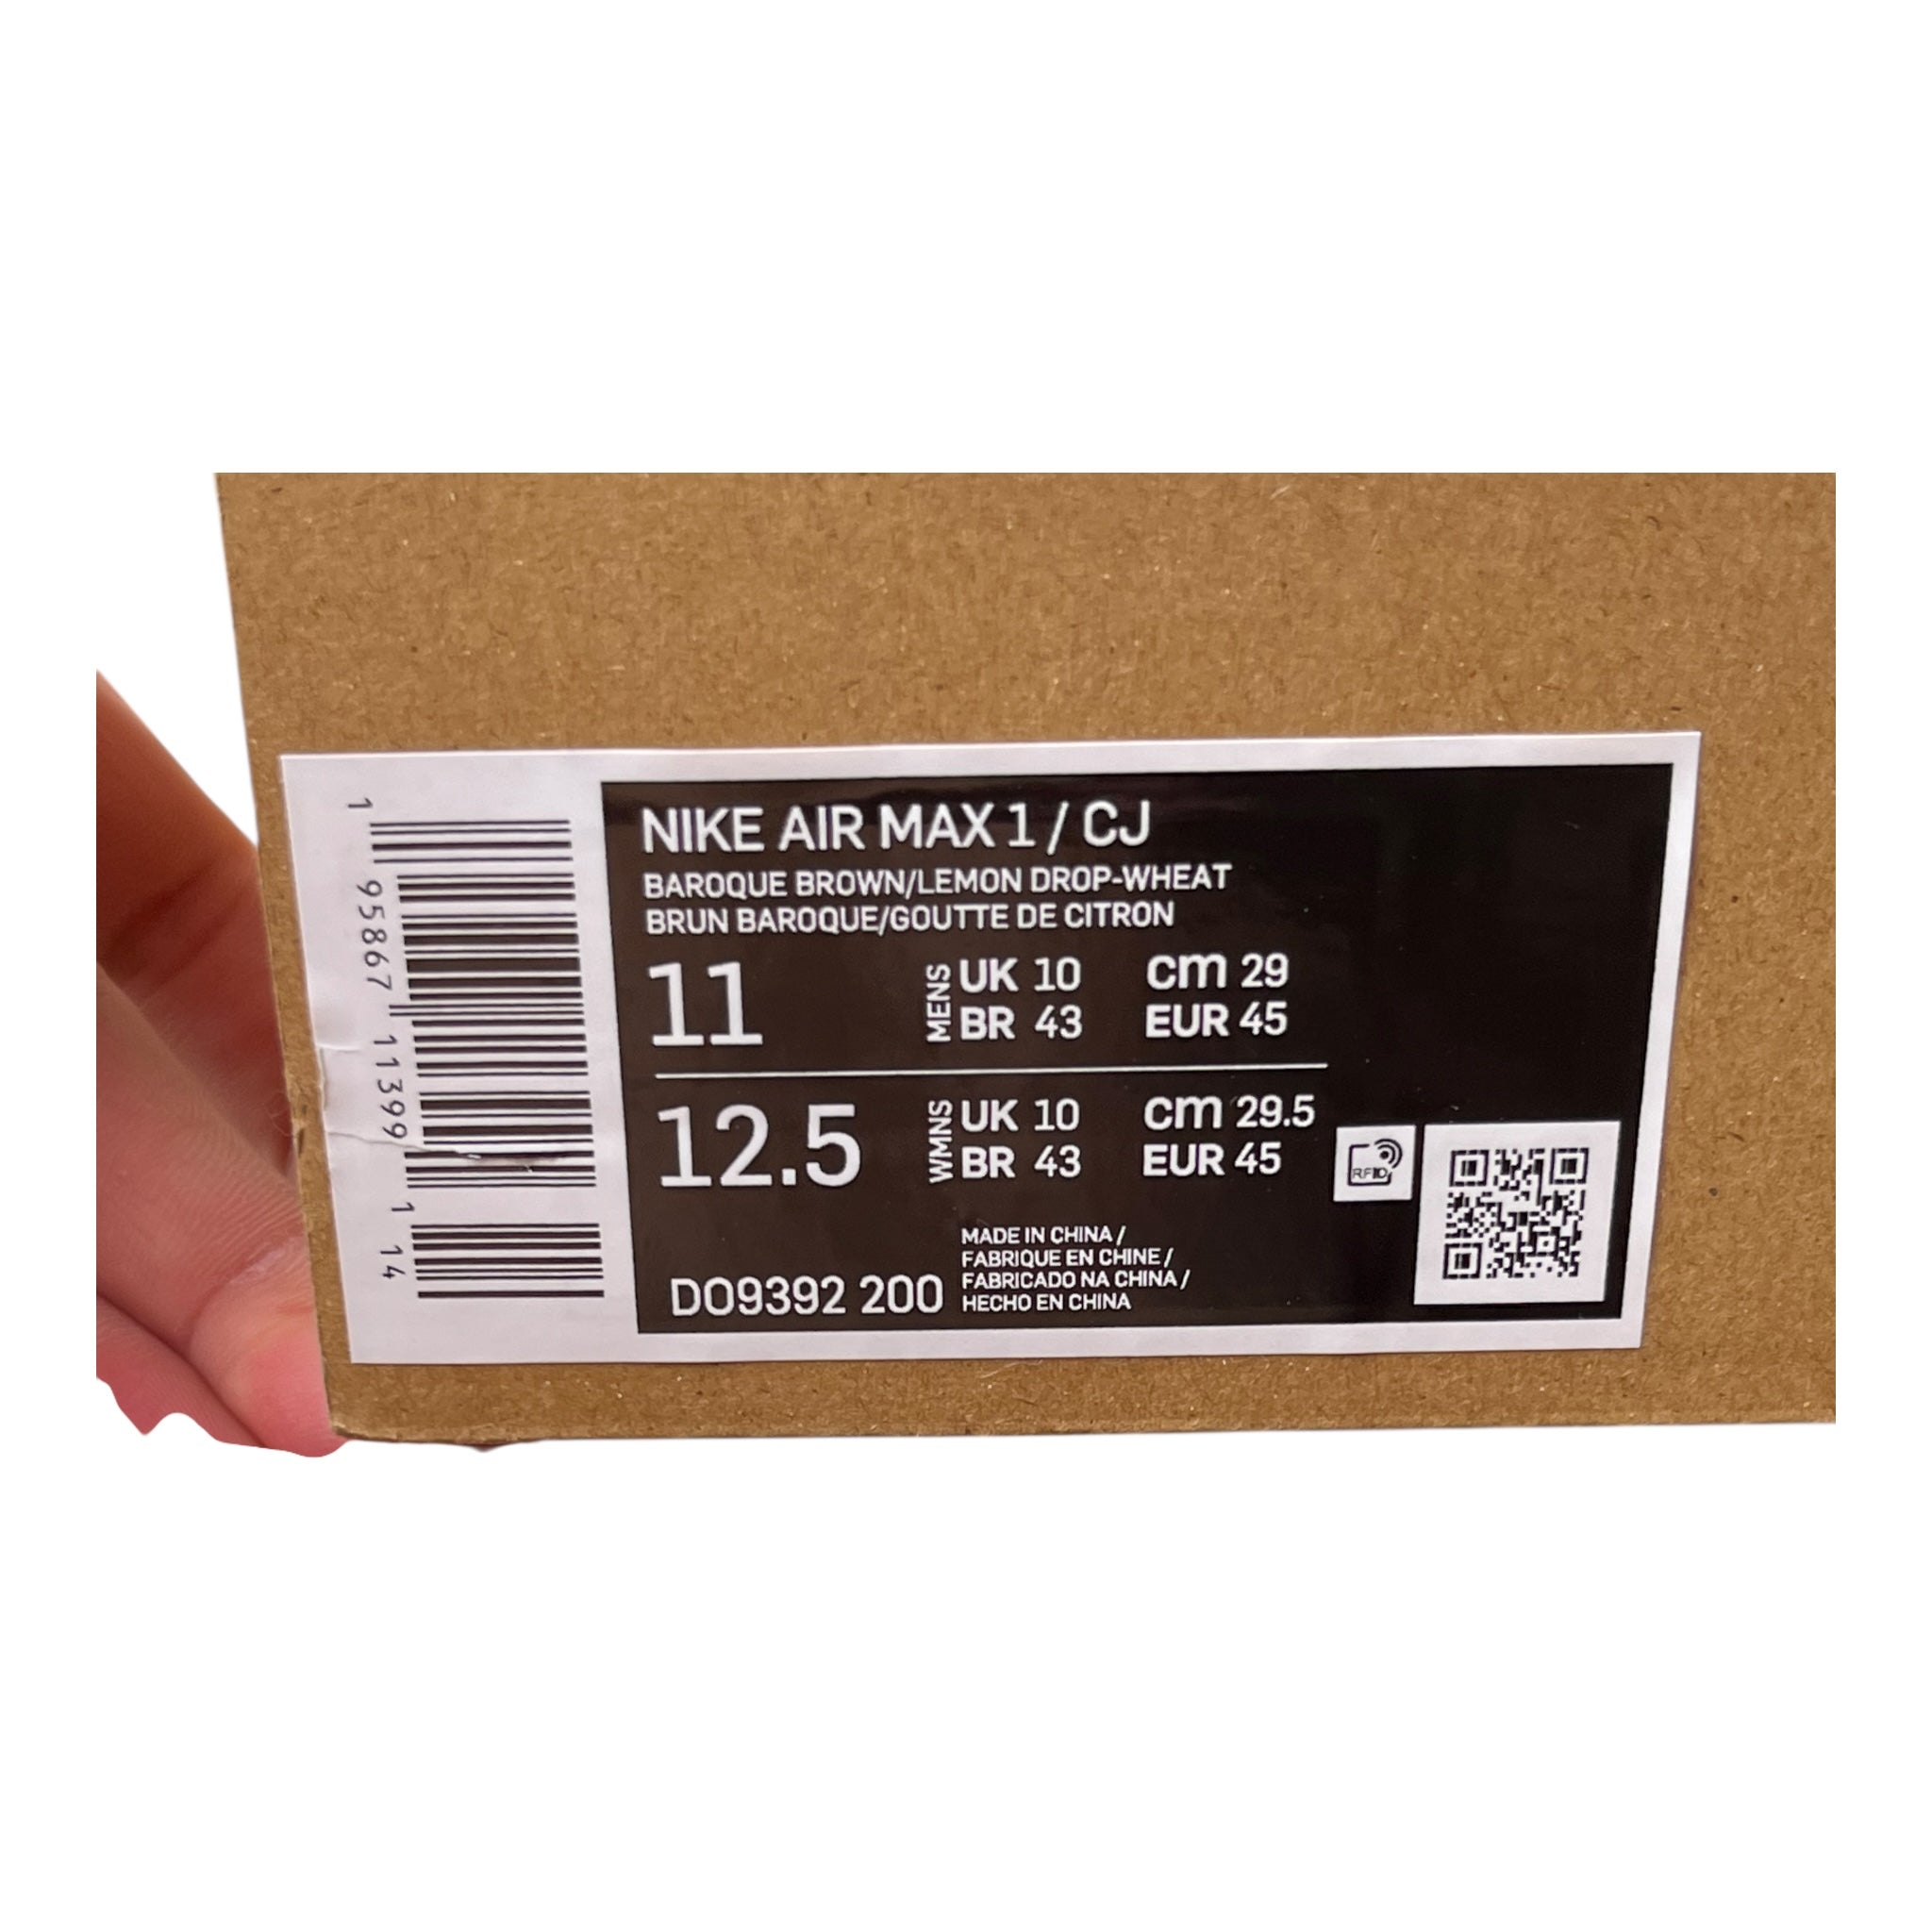 1 95867 11399 1 14
NIKE AIR MAX 1 / CJ
BAROQUE BROWN/LEMON DROP-WHEAT
BRUN BAROQUE/GOUTTE DE CITRON
11
MENS
UK 10 cm 29
BR 43 EUR 45
12.5
WMNS
UK 10 cm 29.5
BR 43 EUR 45
RFID
DO9392 200
MADE IN CHINA /
FABRIQUE EN CHINE /
FABRICADO NA CHINA /
HECHO EN CHINA